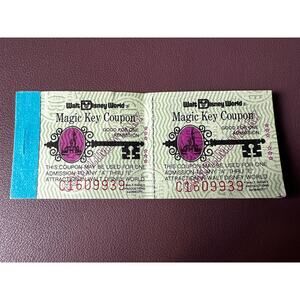 Walt Disney World
Magic Key Coupon
GOOD FOR ONE
ADMISSION
THIS COUPON MAY BE USED FOR ONE
ADMISSION TO ANY "A" THRU "E"
ATTRACTION AT WALT DISNEY WORLD
C1609939
Walt Disney World
Magic Key Coupon
GOOD FOR ONE
ADMISSION
THIS COUPON MAY BE USED FOR ONE
ADMISSION TO ANY "A" THRU "E"
ATTRACTION AT WALT DISNEY WORLD
C1609939